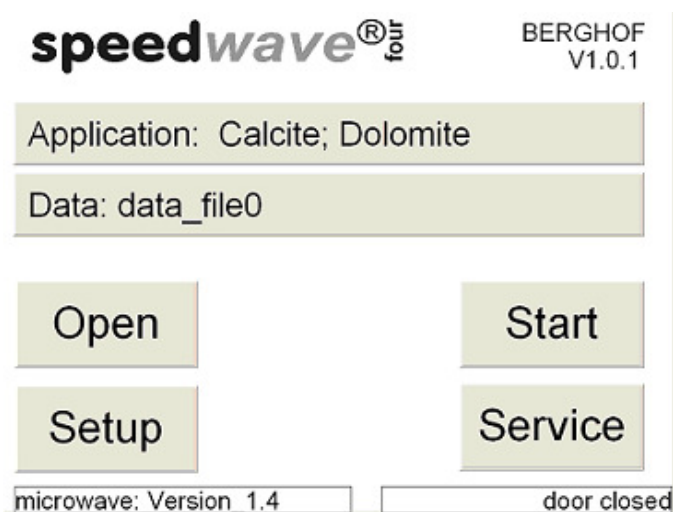 speedwave® four
BERGHOF
V1.0.1
Application: Calcite; Dolomite
Data: data_file0
Open
Start
Setup
Service
microwave: Version_1.4
door closed